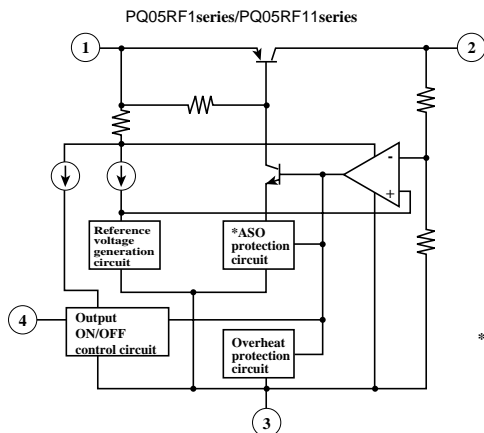 PQ05RF1series/PQ05RF11series
1
2
-
+
Reference
voltage
generation
circuit
*ASO
protection
circuit
4
Output
ON/OFF
control circuit
Overheat
protection
circuit
*
3